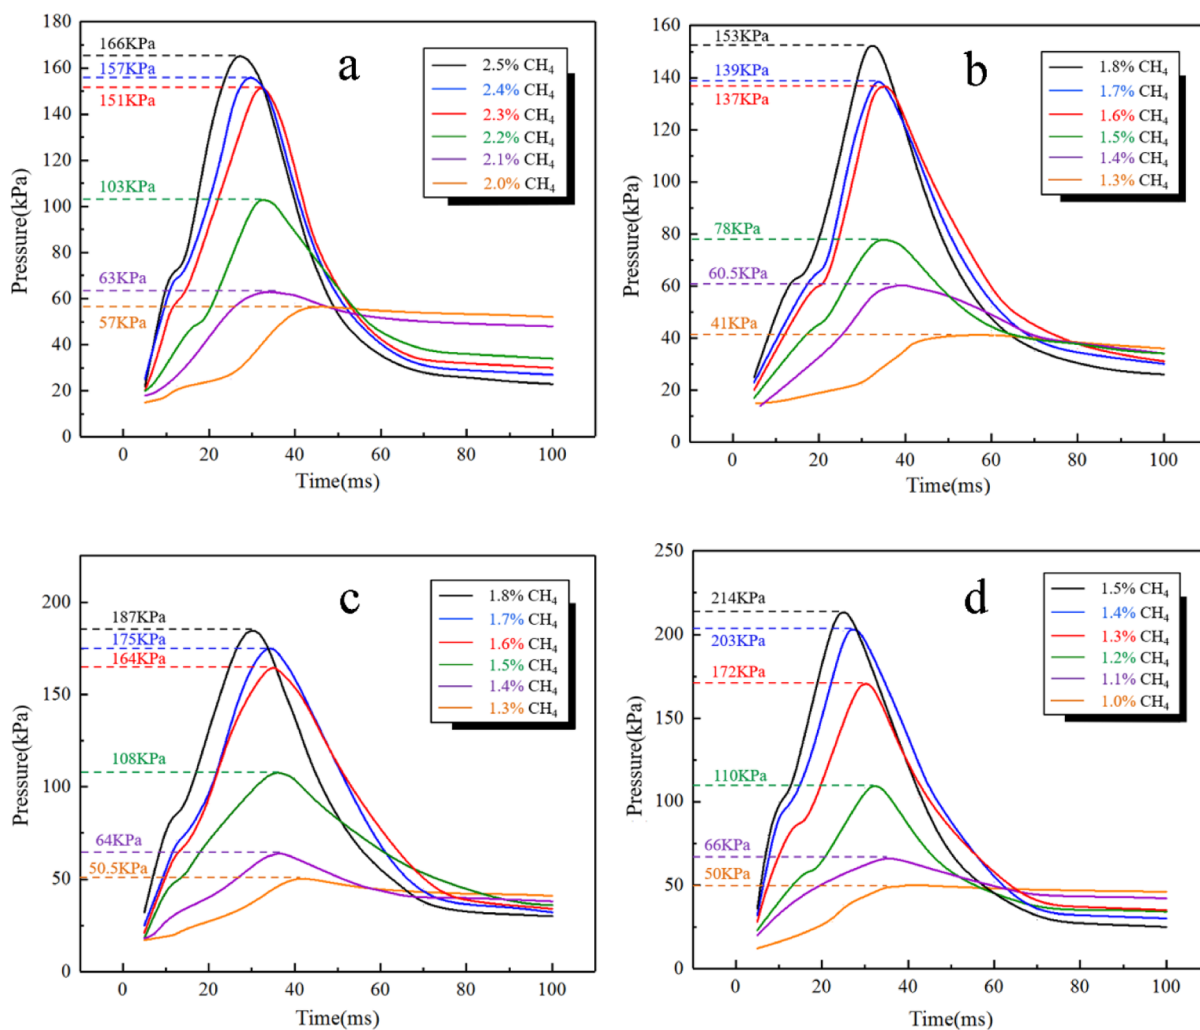 180
160
140
120
100
80
60
40
20
0
Pressure(kPa)
166KPa
157KPa
151KPa
103KPa
63KPa
57KPa
a
2.5% CH4
2.4% CH4
2.3% CH4
2.2% CH4
2.1% CH4
2.0% CH4
0 20 40 60 80 100
Time(ms)
160
140
120
100
80
60
40
20
0
Pressure(kPa)
153KPa
139KPa
137KPa
78KPa
60.5KPa
41KPa
b
1.8% CH4
1.7% CH4
1.6% CH4
1.5% CH4
1.4% CH4
1.3% CH4
0 20 40 60 80 100
Time(ms)
200
150
100
50
0
Pressure(kPa)
187KPa
175KPa
164KPa
108KPa
64KPa
50.5KPa
c
1.8% CH4
1.7% CH4
1.6% CH4
1.5% CH4
1.4% CH4
1.3% CH4
0 20 40 60 80 100
Time(ms)
250
200
150
100
50
0
Pressure(kPa)
214KPa
203KPa
172KPa
110KPa
66KPa
50KPa
d
1.5% CH4
1.4% CH4
1.3% CH4
1.2% CH4
1.1% CH4
1.0% CH4
0 20 40 60 80 100
Time(ms)